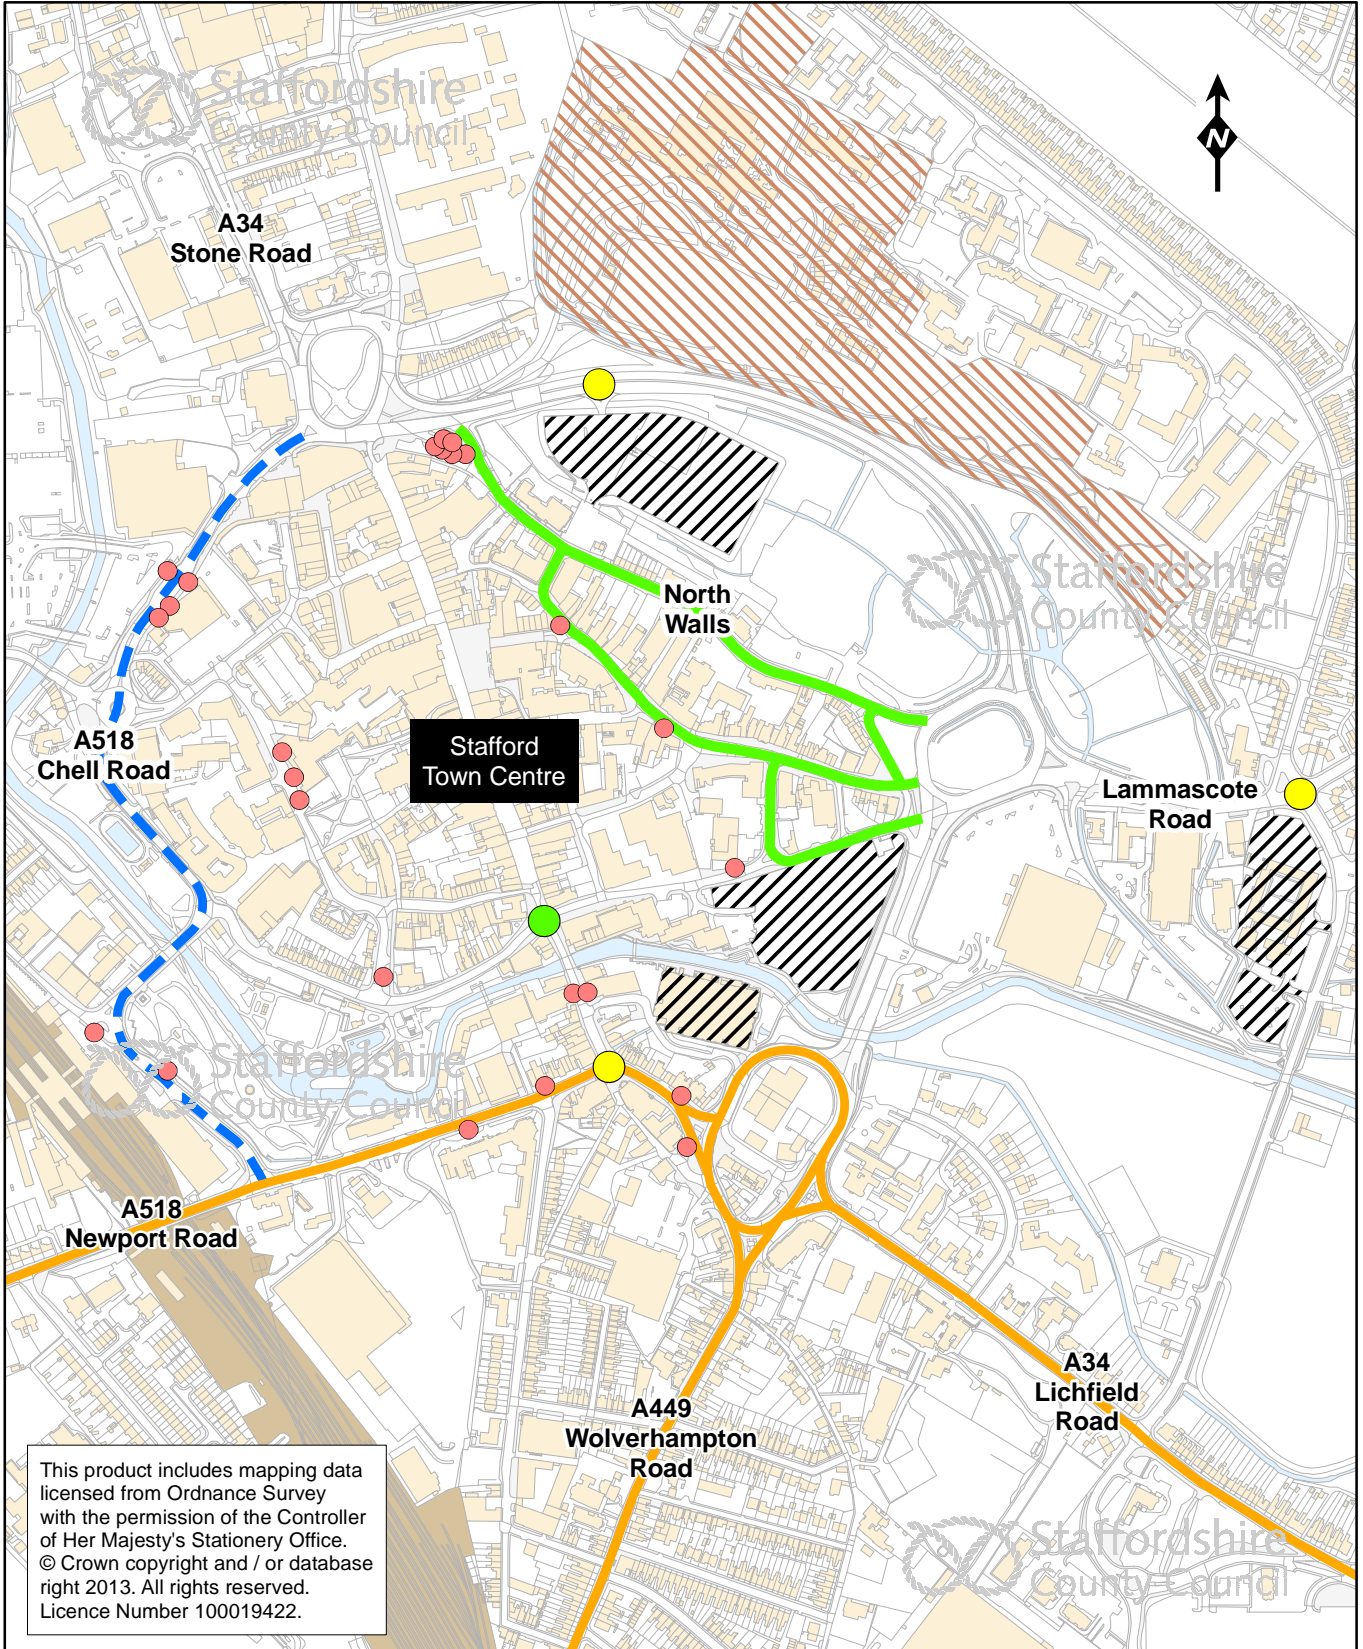 Staffordshire
County Council
A34
Stone Road
N
North
Walls
Staffordshire
County Council
Stafford
Town Centre
A518
Chell Road
Lammascote
Road
Staffordshire
County Council
A518
Newport Road
A34
Lichfield
Road
A449
Wolverhampton
Road
This product includes mapping data
licensed from Ordnance Survey
with the permission of the Controller
of Her Majesty's Stationery Office.
© Crown copyright and / or database
right 2013. All rights reserved.
Licence Number 100019422.
Staffordshire
County Council